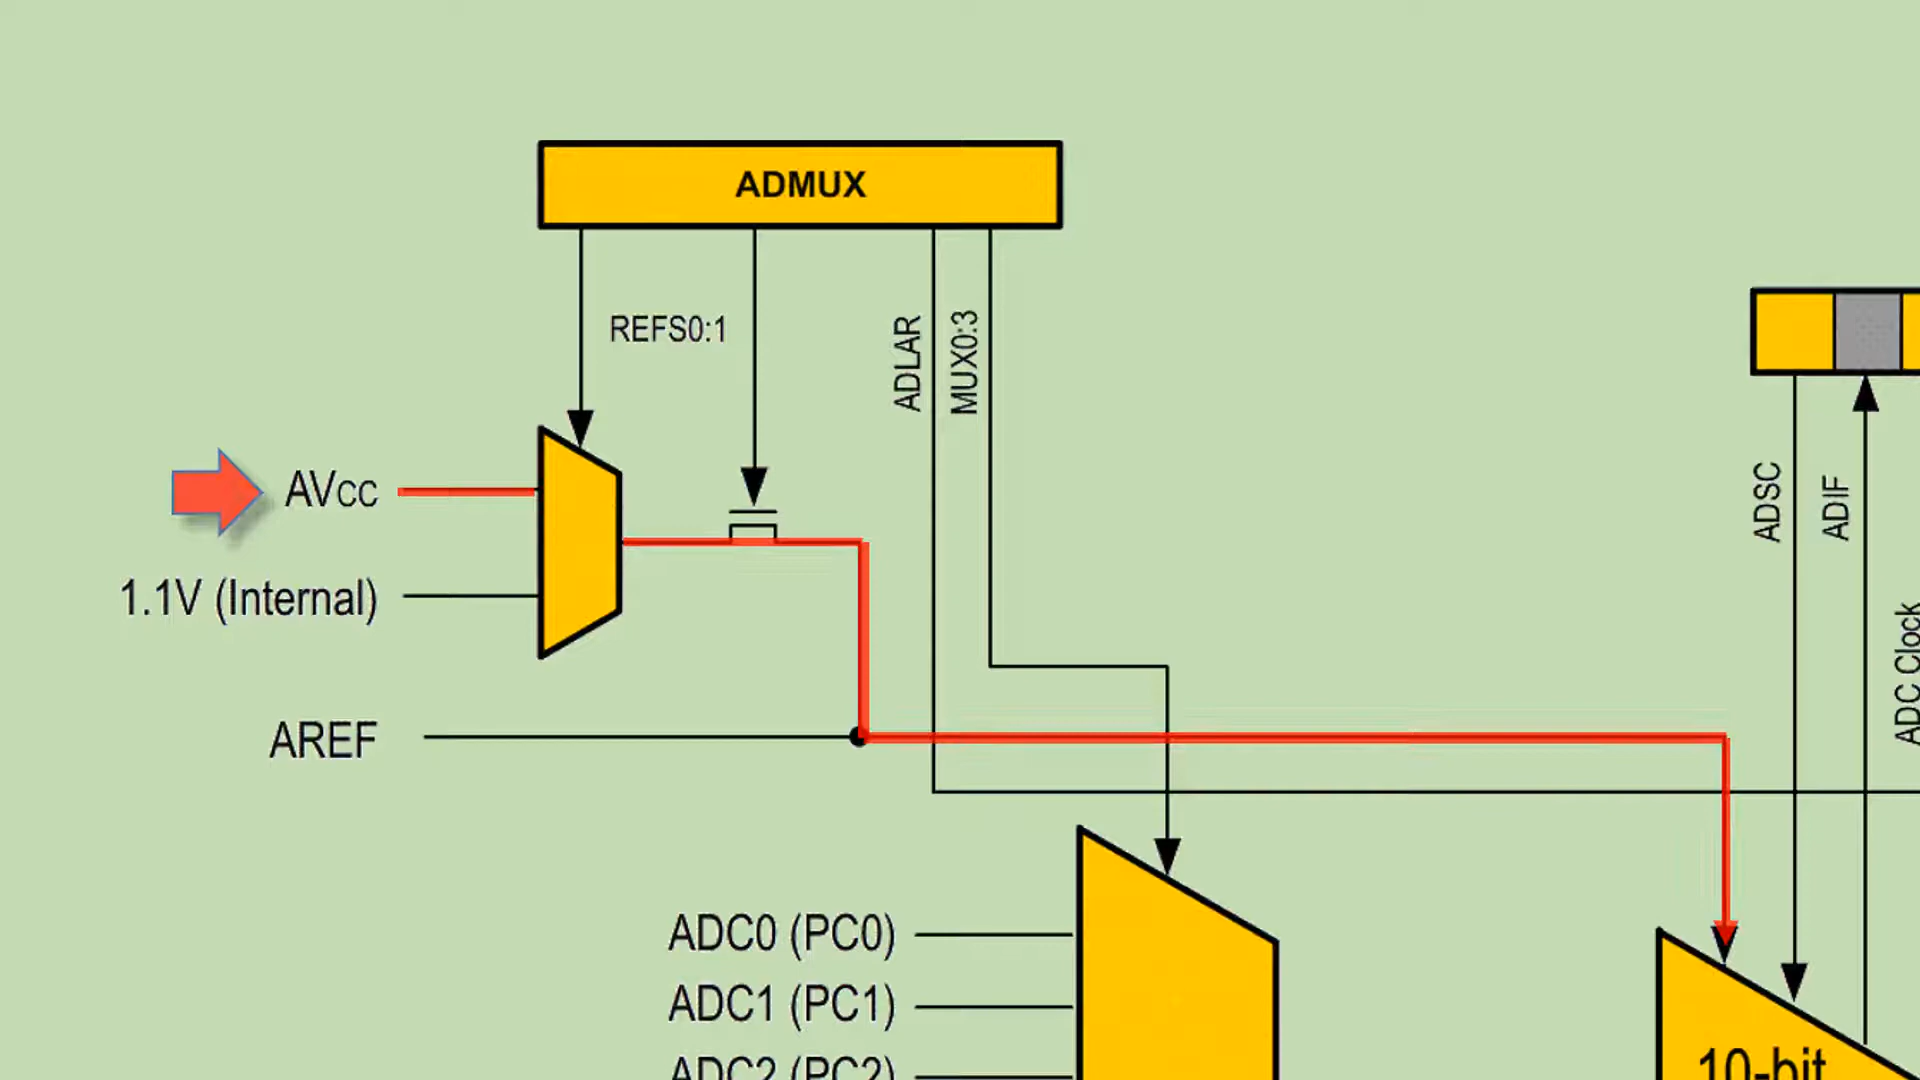 ADMUX
REFS0:1
ADLAR
MUX0:3
AVCC
1.1V (Internal)
AREF
ADSC
ADIF
ADC Clock
ADC0 (PC0)
ADC1 (PC1)
ADC2 (PC2)
10-bit